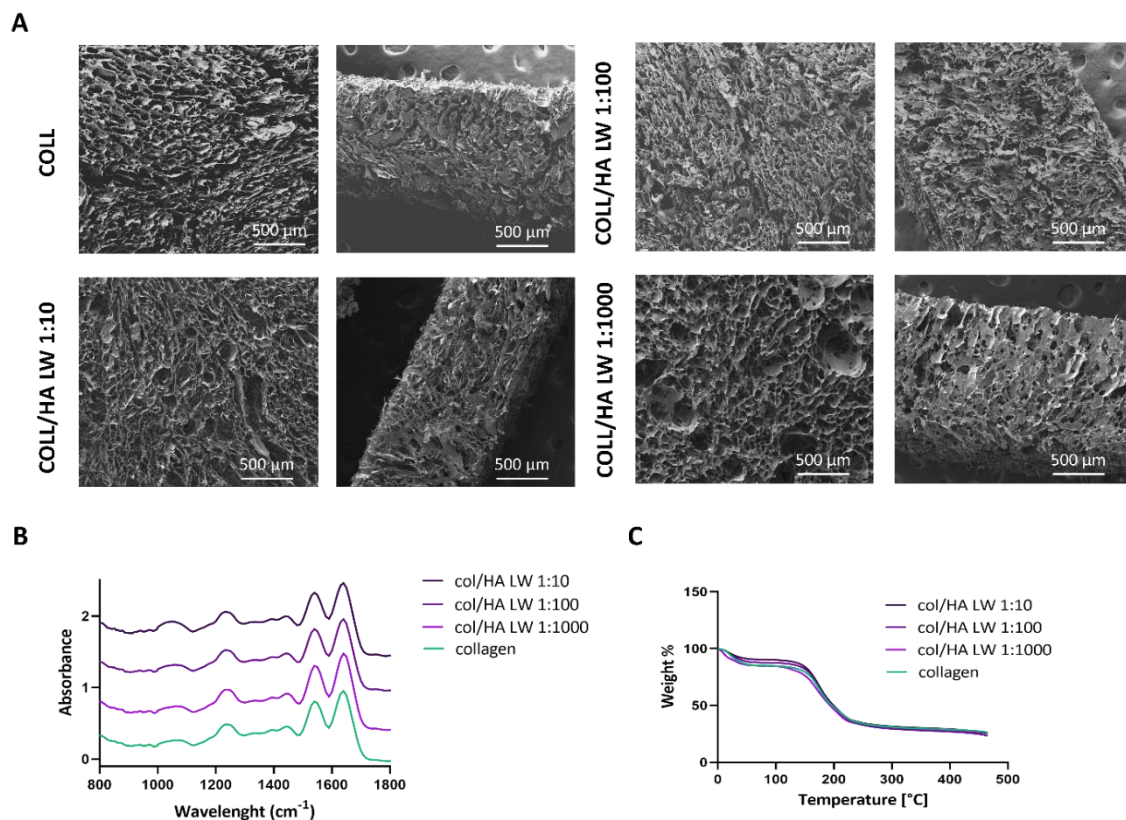 A
COLL
500 µm
500 µm
COLL/HA LW 1:100
500 µm
500 µm
COLL/HA LW 1:10
500 µm
500 µm
COLL/HA LW 1:1000
500 µm
500 µm
B
Absorbance
2
1
0
800 1000 1200 1400 1600 1800
Wavelenght (cm⁻¹)
col/HA LW 1:10
col/HA LW 1:100
col/HA LW 1:1000
collagen
C
Weight %
150
100
50
0
0 100 200 300 400 500
Temperature [°C]
col/HA LW 1:10
col/HA LW 1:100
col/HA LW 1:1000
collagen